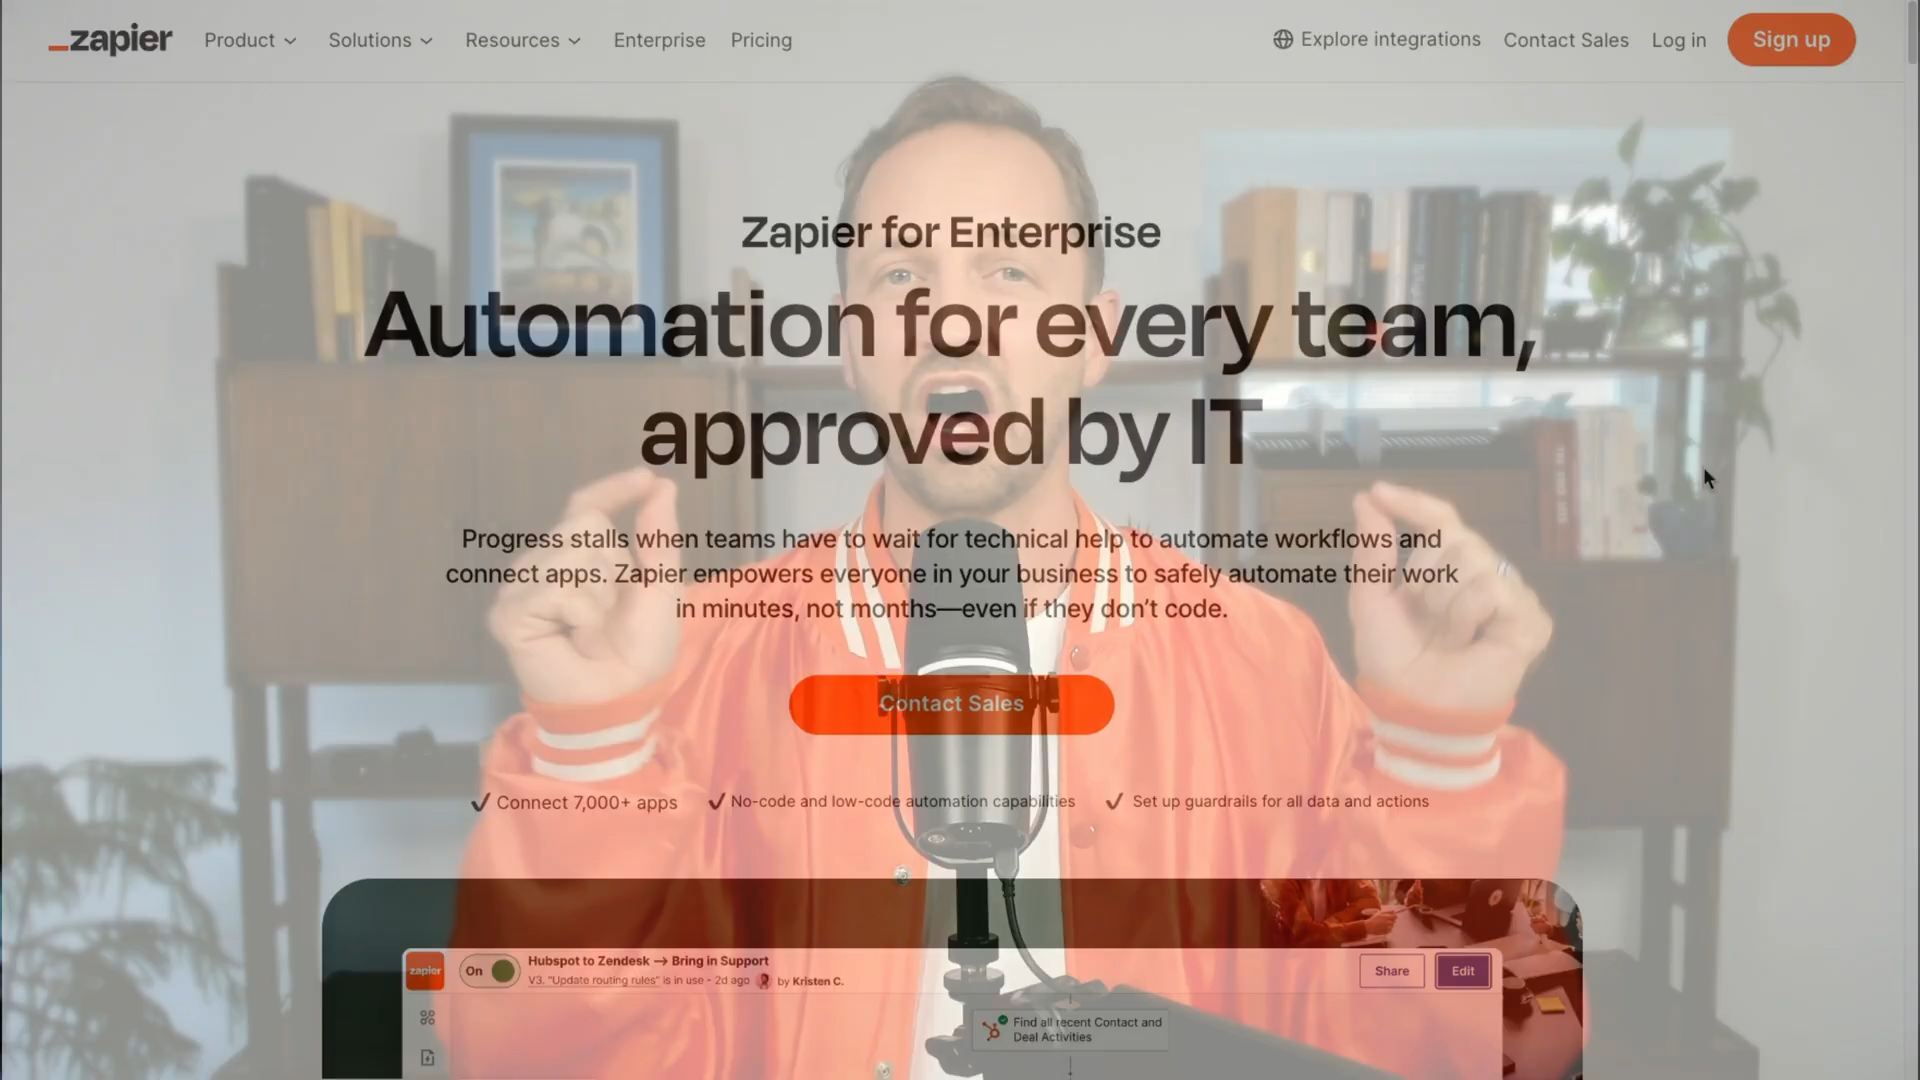 zapier
Product
Solutions
Resources
Enterprise
Pricing
Explore integrations
Contact Sales
Log in
Sign up
Zapier for Enterprise
Automation for every team,
approved by IT
Progress stalls when teams have to wait for technical help to automate workflows and
connect apps. Zapier empowers everyone in your business to safely automate their work
in minutes, not months—even if they don’t code.
Contact Sales
Connect 7,000+ apps
No-code and low-code automation capabilities
Set up guardrails for all data and actions
zapier
On
Hubspot to Zendesk → Bring in Support
V3. “Update routing rules” is in use - 2d ago
by Kristen C.
Share
Edit
Find all recent Contact and
Deal Activities